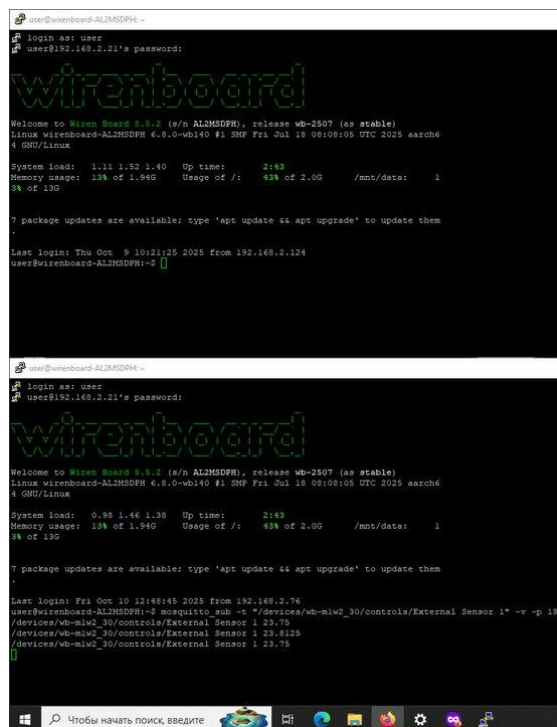 user@wirenboard-AL2MSDPH: ~
login as: user
user@192.168.2.21's password:
wirenboard
Welcome to Wiren Board 8.5.2 (s/n AL2MSDPH), release wb-2507 (as stable)
Linux wirenboard-AL2MSDPH 6.8.0-wb140 #1 SMP Fri Jul 18 08:08:05 UTC 2025 aarch6
4 GNU/Linux
System load: 1.11 1.52 1.40 Up time: 2:43
Memory usage: 13% of 1.94G Usage of /: 43% of 2.0G /mnt/data: 1
3% of 13G
7 package updates are available; type 'apt update && apt upgrade' to update them
.
Last login: Thu Oct 9 10:21:25 2025 from 192.168.2.124
user@wirenboard-AL2MSDPH:~$
user@wirenboard-AL2MSDPH: ~
login as: user
user@192.168.2.21's password:
wirenboard
Welcome to Wiren Board 8.5.2 (s/n AL2MSDPH), release wb-2507 (as stable)
Linux wirenboard-AL2MSDPH 6.8.0-wb140 #1 SMP Fri Jul 18 08:08:05 UTC 2025 aarch6
4 GNU/Linux
System load: 0.98 1.46 1.38 Up time: 2:43
Memory usage: 13% of 1.94G Usage of /: 43% of 2.0G /mnt/data: 1
3% of 13G
7 package updates are available; type 'apt update && apt upgrade' to update them
.
Last login: Fri Oct 10 12:48:45 2025 from 192.168.2.76
user@wirenboard-AL2MSDPH:~$ mosquitto_sub -t "/devices/wb-m1w2_30/controls/External Sensor 1" -v -p 18
/devices/wb-m1w2_30/controls/External Sensor 1 23.75
/devices/wb-m1w2_30/controls/External Sensor 1 23.8125
/devices/wb-m1w2_30/controls/External Sensor 1 23.75
Чтобы начать поиск, введите